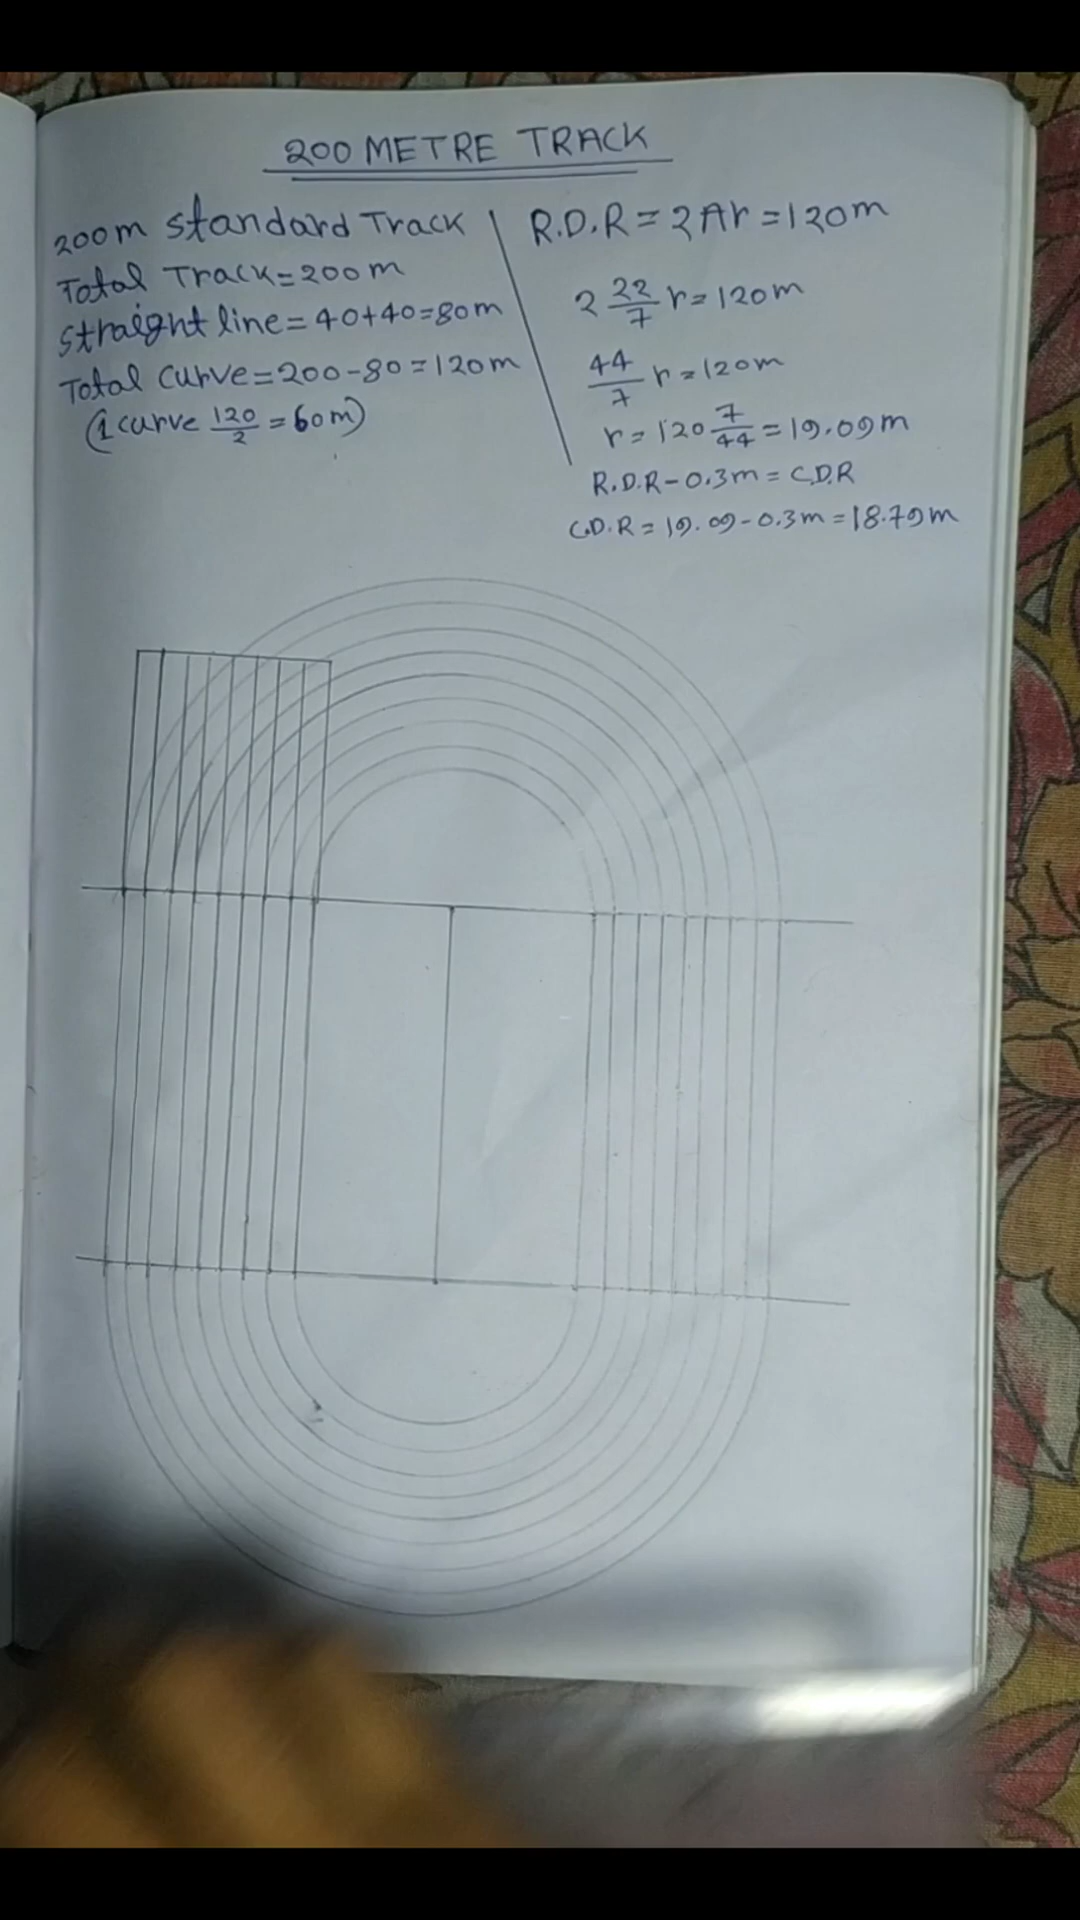 200 METRE TRACK
200m standard Track
Total Track=200m
straight line=40+40=80m
Total curve=200-80=120m
(1 curve 120/2=60m)
R.D.R=2πr=120m
2 22/7 r=120m
44/7 r=120m
r=120 7/44=19.09m
R.D.R-0.3m=C.D.R
C.D.R=19.09-0.3m=18.79m